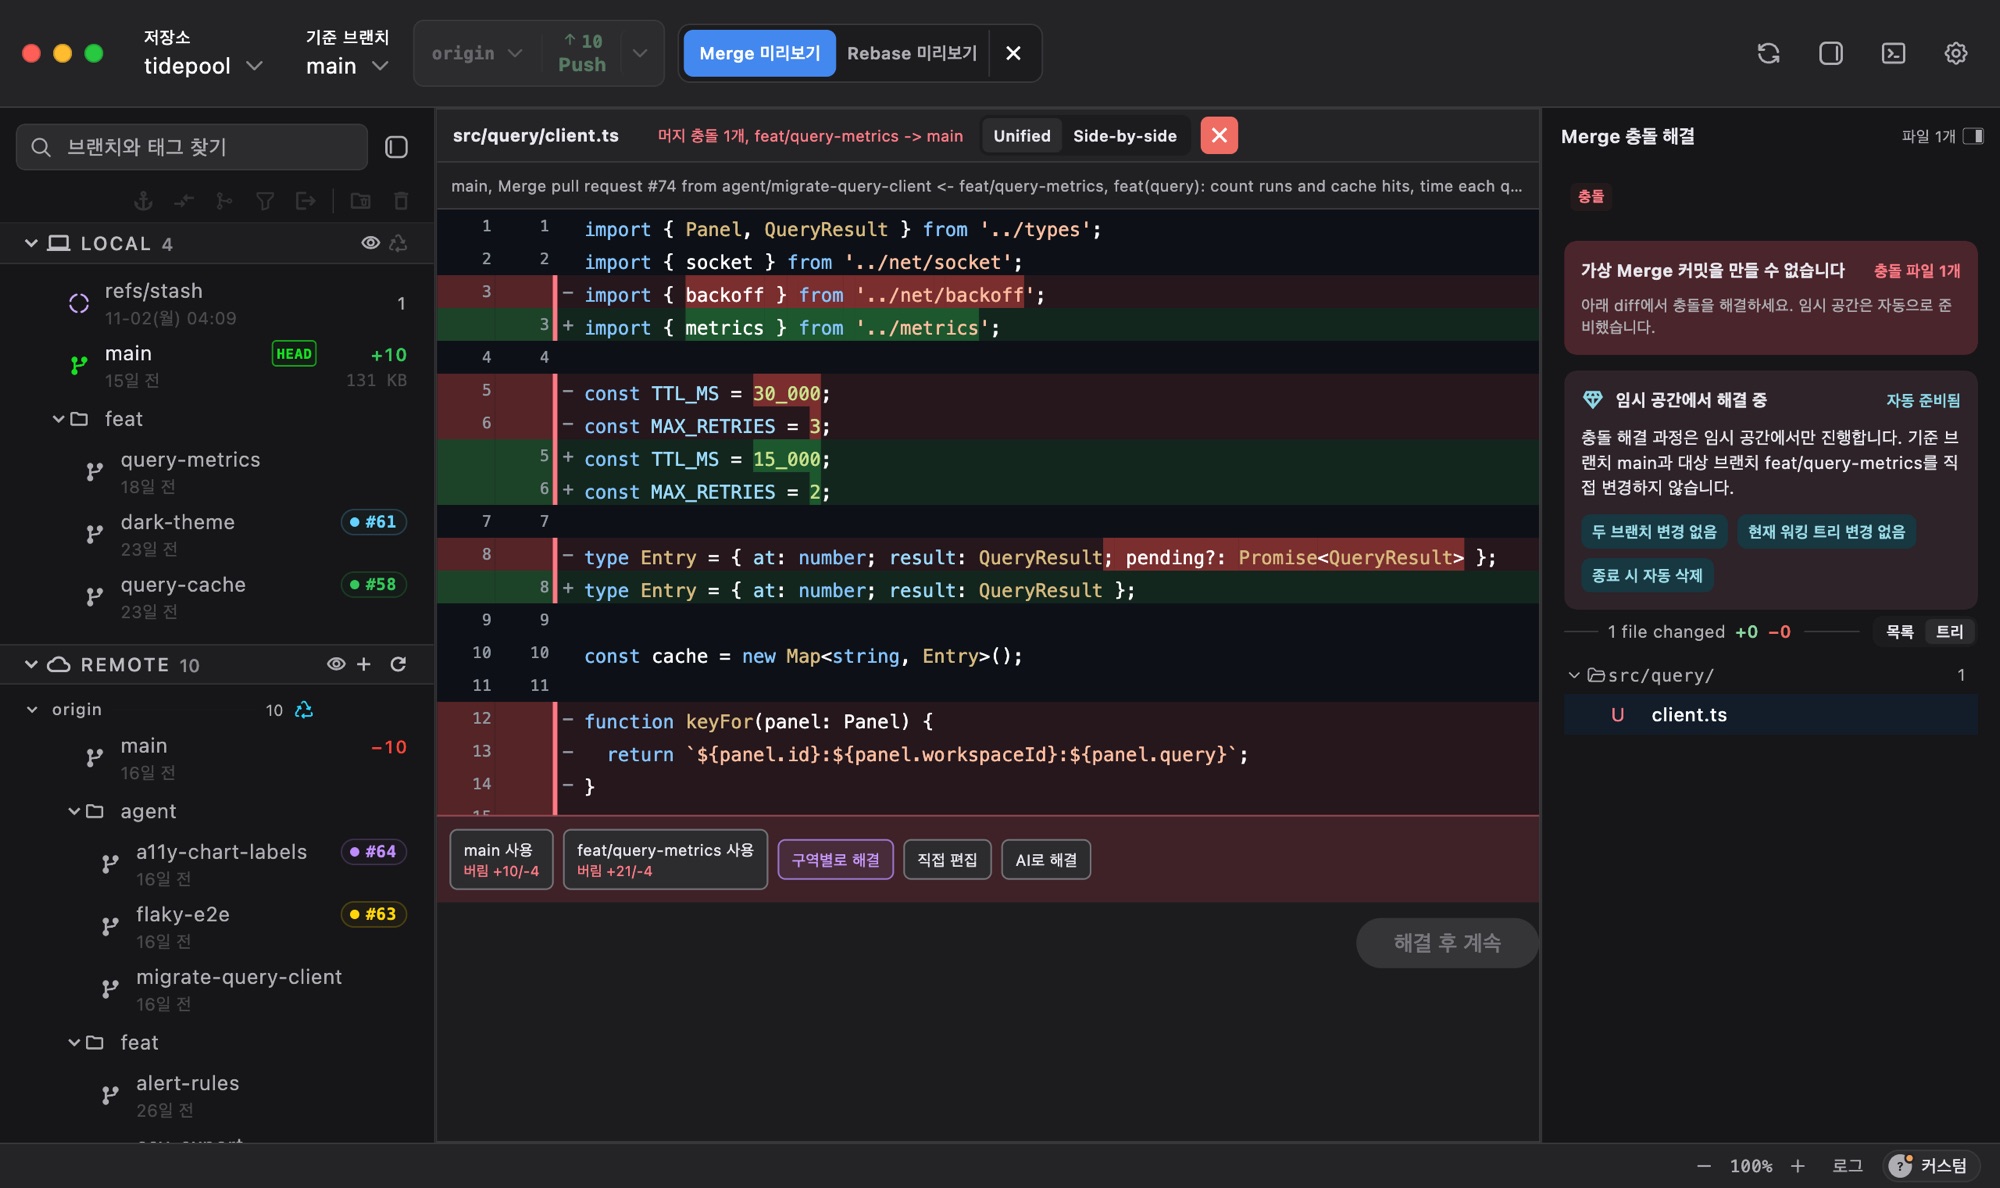 저장소
tidepool
기준 브랜치
main
origin
↑ 10
Push
Merge 미리보기
Rebase 미리보기
브랜치와 태그 찾기
LOCAL 4
refs/stash
11-02(월) 04:09
1
main
HEAD
+10
15일 전
131 KB
feat
query-metrics
18일 전
dark-theme
#61
23일 전
query-cache
#58
23일 전
REMOTE 10
origin
10
main
−10
16일 전
agent
a11y-chart-labels
#64
16일 전
flaky-e2e
#63
16일 전
migrate-query-client
16일 전
feat
alert-rules
26일 전
src/query/client.ts
머지 충돌 1개, feat/query-metrics -> main
Unified
Side-by-side
main, Merge pull request #74 from agent/migrate-query-client <- feat/query-metrics, feat(query): count runs and cache hits, time each q...
1 1 import { Panel, QueryResult } from '../types';
2 2 import { socket } from '../net/socket';
3 − import { backoff } from '../net/backoff';
3 + import { metrics } from '../metrics';
4 4
5 − const TTL_MS = 30_000;
6 − const MAX_RETRIES = 3;
5 + const TTL_MS = 15_000;
6 + const MAX_RETRIES = 2;
7 7
8 − type Entry = { at: number; result: QueryResult; pending?: Promise<QueryResult> };
8 + type Entry = { at: number; result: QueryResult };
9 9
10 10 const cache = new Map<string, Entry>();
11 11
12 − function keyFor(panel: Panel) {
13 − return `${panel.id}:${panel.workspaceId}:${panel.query}`;
14 − }
15
main 사용
버림 +10/-4
feat/query-metrics 사용
버림 +21/-4
구역별로 해결
직접 편집
AI로 해결
해결 후 계속
Merge 충돌 해결
파일 1개
충돌
가상 Merge 커밋을 만들 수 없습니다
충돌 파일 1개
아래 diff에서 충돌을 해결하세요. 임시 공간은 자동으로 준
비했습니다.
임시 공간에서 해결 중
자동 준비됨
충돌 해결 과정은 임시 공간에서만 진행합니다. 기준 브
랜치 main과 대상 브랜치 feat/query-metrics를 직
접 변경하지 않습니다.
두 브랜치 변경 없음
현재 워킹 트리 변경 없음
종료 시 자동 삭제
1 file changed +0 −0
목록
트리
src/query/
1
U client.ts
− 100% +
로그
?
커스텀